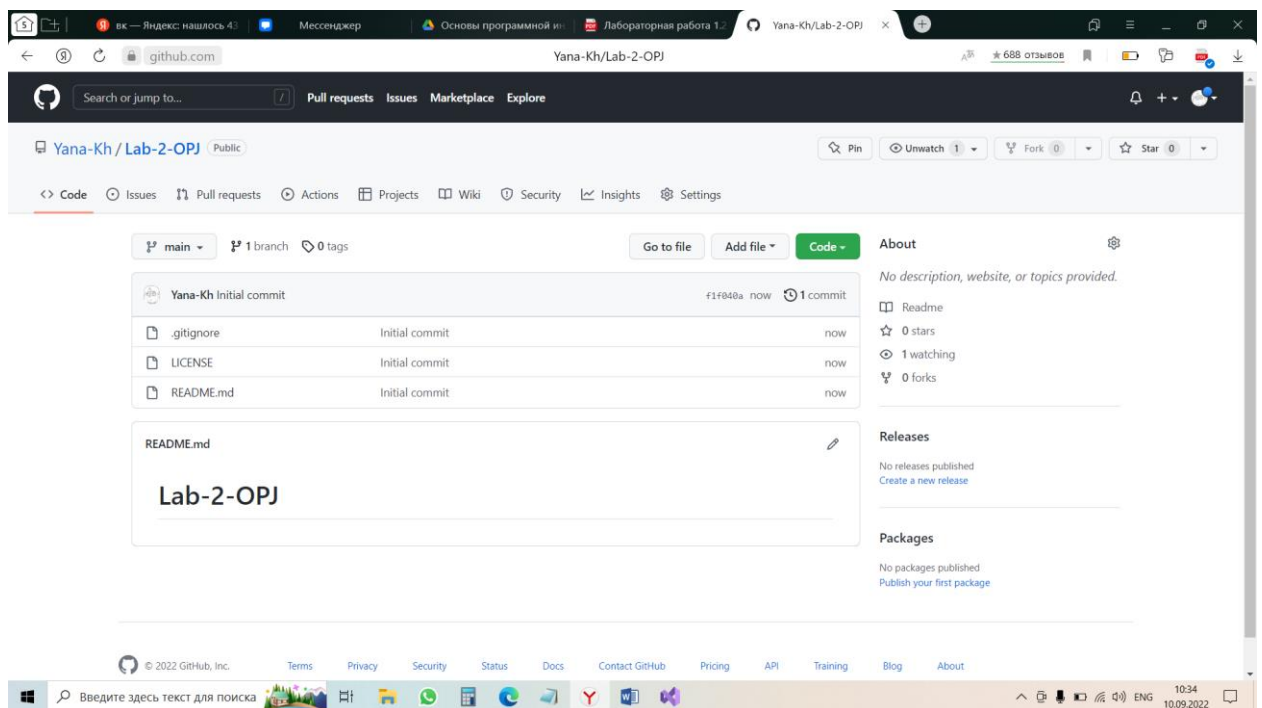 5
вк — Яндекс: нашлось 43
Мессенджер
Основы программной ин
Лабораторная работа 1.2
Yana-Kh/Lab-2-OPJ
github.com
Yana-Kh/Lab-2-OPJ
688 отзывов
Search or jump to...
/
Pull requests Issues Marketplace Explore
Yana-Kh / Lab-2-OPJ Public
Pin
Unwatch 1
Fork 0
Star 0
<> Code Issues Pull requests Actions Projects Wiki Security Insights Settings
main 1 branch 0 tags
Go to file Add file Code
Yana-Kh Initial commit f1f040a now 1 commit
.gitignore Initial commit now
LICENSE Initial commit now
README.md Initial commit now
README.md
Lab-2-OPJ
About
No description, website, or topics provided.
Readme
0 stars
1 watching
0 forks
Releases
No releases published
Create a new release
Packages
No packages published
Publish your first package
© 2022 GitHub, Inc. Terms Privacy Security Status Docs Contact GitHub Pricing API Training Blog About
Введите здесь текст для поиска
ENG
10:34
10.09.2022